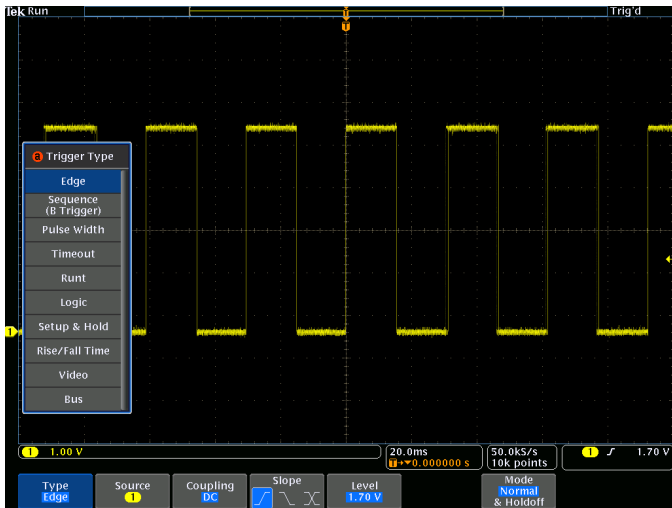 Tek Run Trig'd
T
T
a Trigger Type
Edge
Sequence
(B Trigger)
Pulse Width
Timeout
Runt
Logic
Setup & Hold
Rise/Fall Time
Video
Bus
1
1 1.00 V
20.0ms
T→▼0.000000 s
50.0kS/s
10k points
1 1.70 V
Type
Edge
Source
1
Coupling
DC
Slope
Level
1.70 V
Mode
Normal
& Holdoff